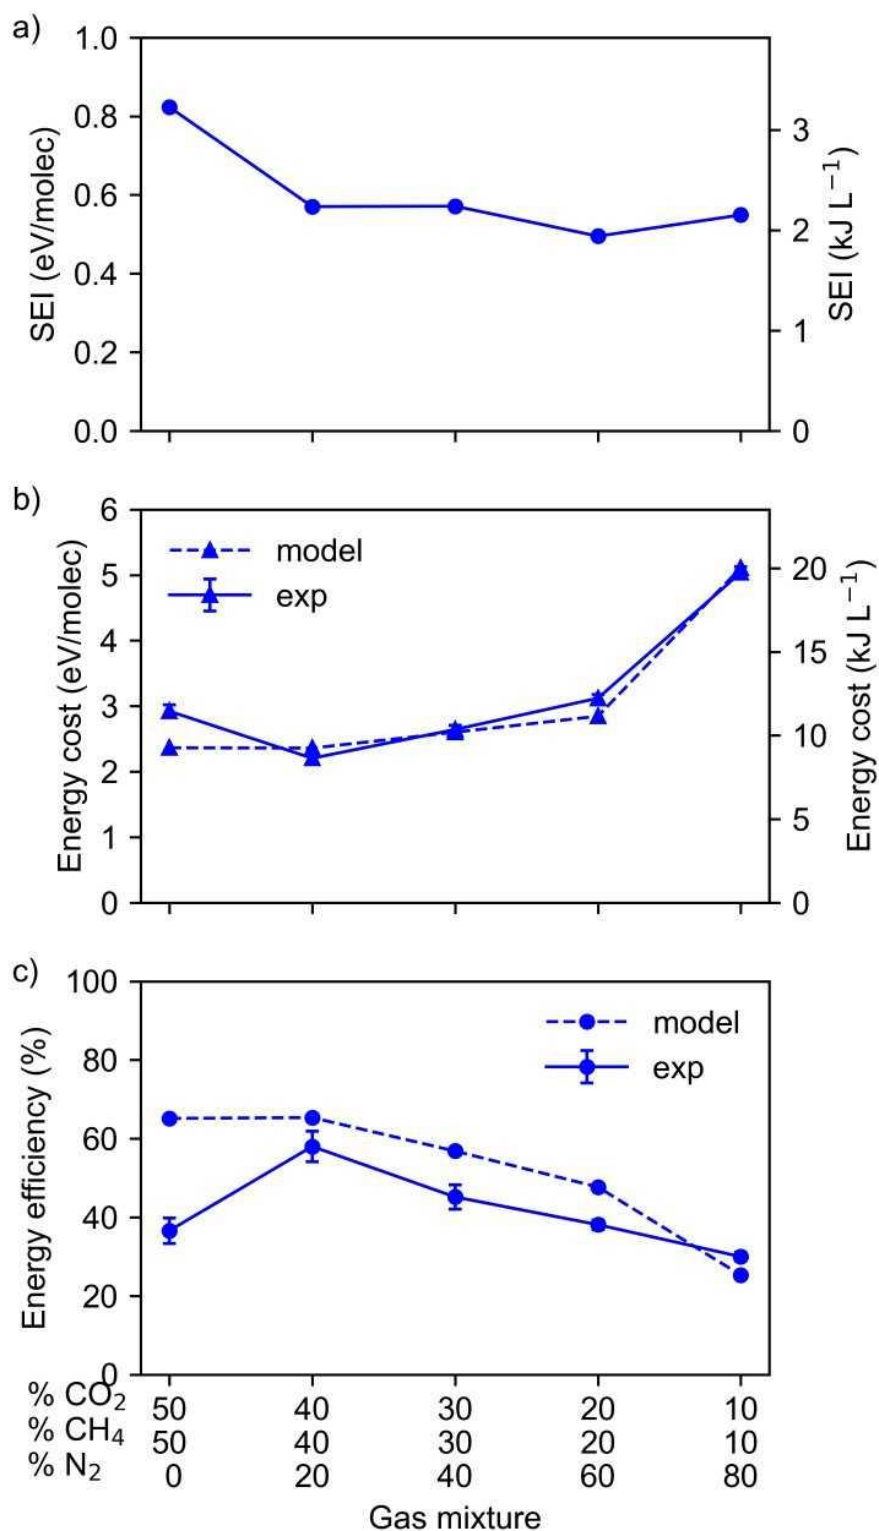 a)
1.0
0.8
0.6
0.4
0.2
0.0
SEI (eV/molec)
3
2
1
0
SEI (kJ L⁻¹)
b)
6
5
4
3
2
1
0
Energy cost (eV/molec)
model
exp
20
15
10
5
0
Energy cost (kJ L⁻¹)
c)
100
80
60
40
20
0
Energy efficiency (%)
model
exp
% CO₂ 50 40 30 20 10
% CH₄ 50 40 30 20 10
% N₂ 0 20 40 60 80
Gas mixture